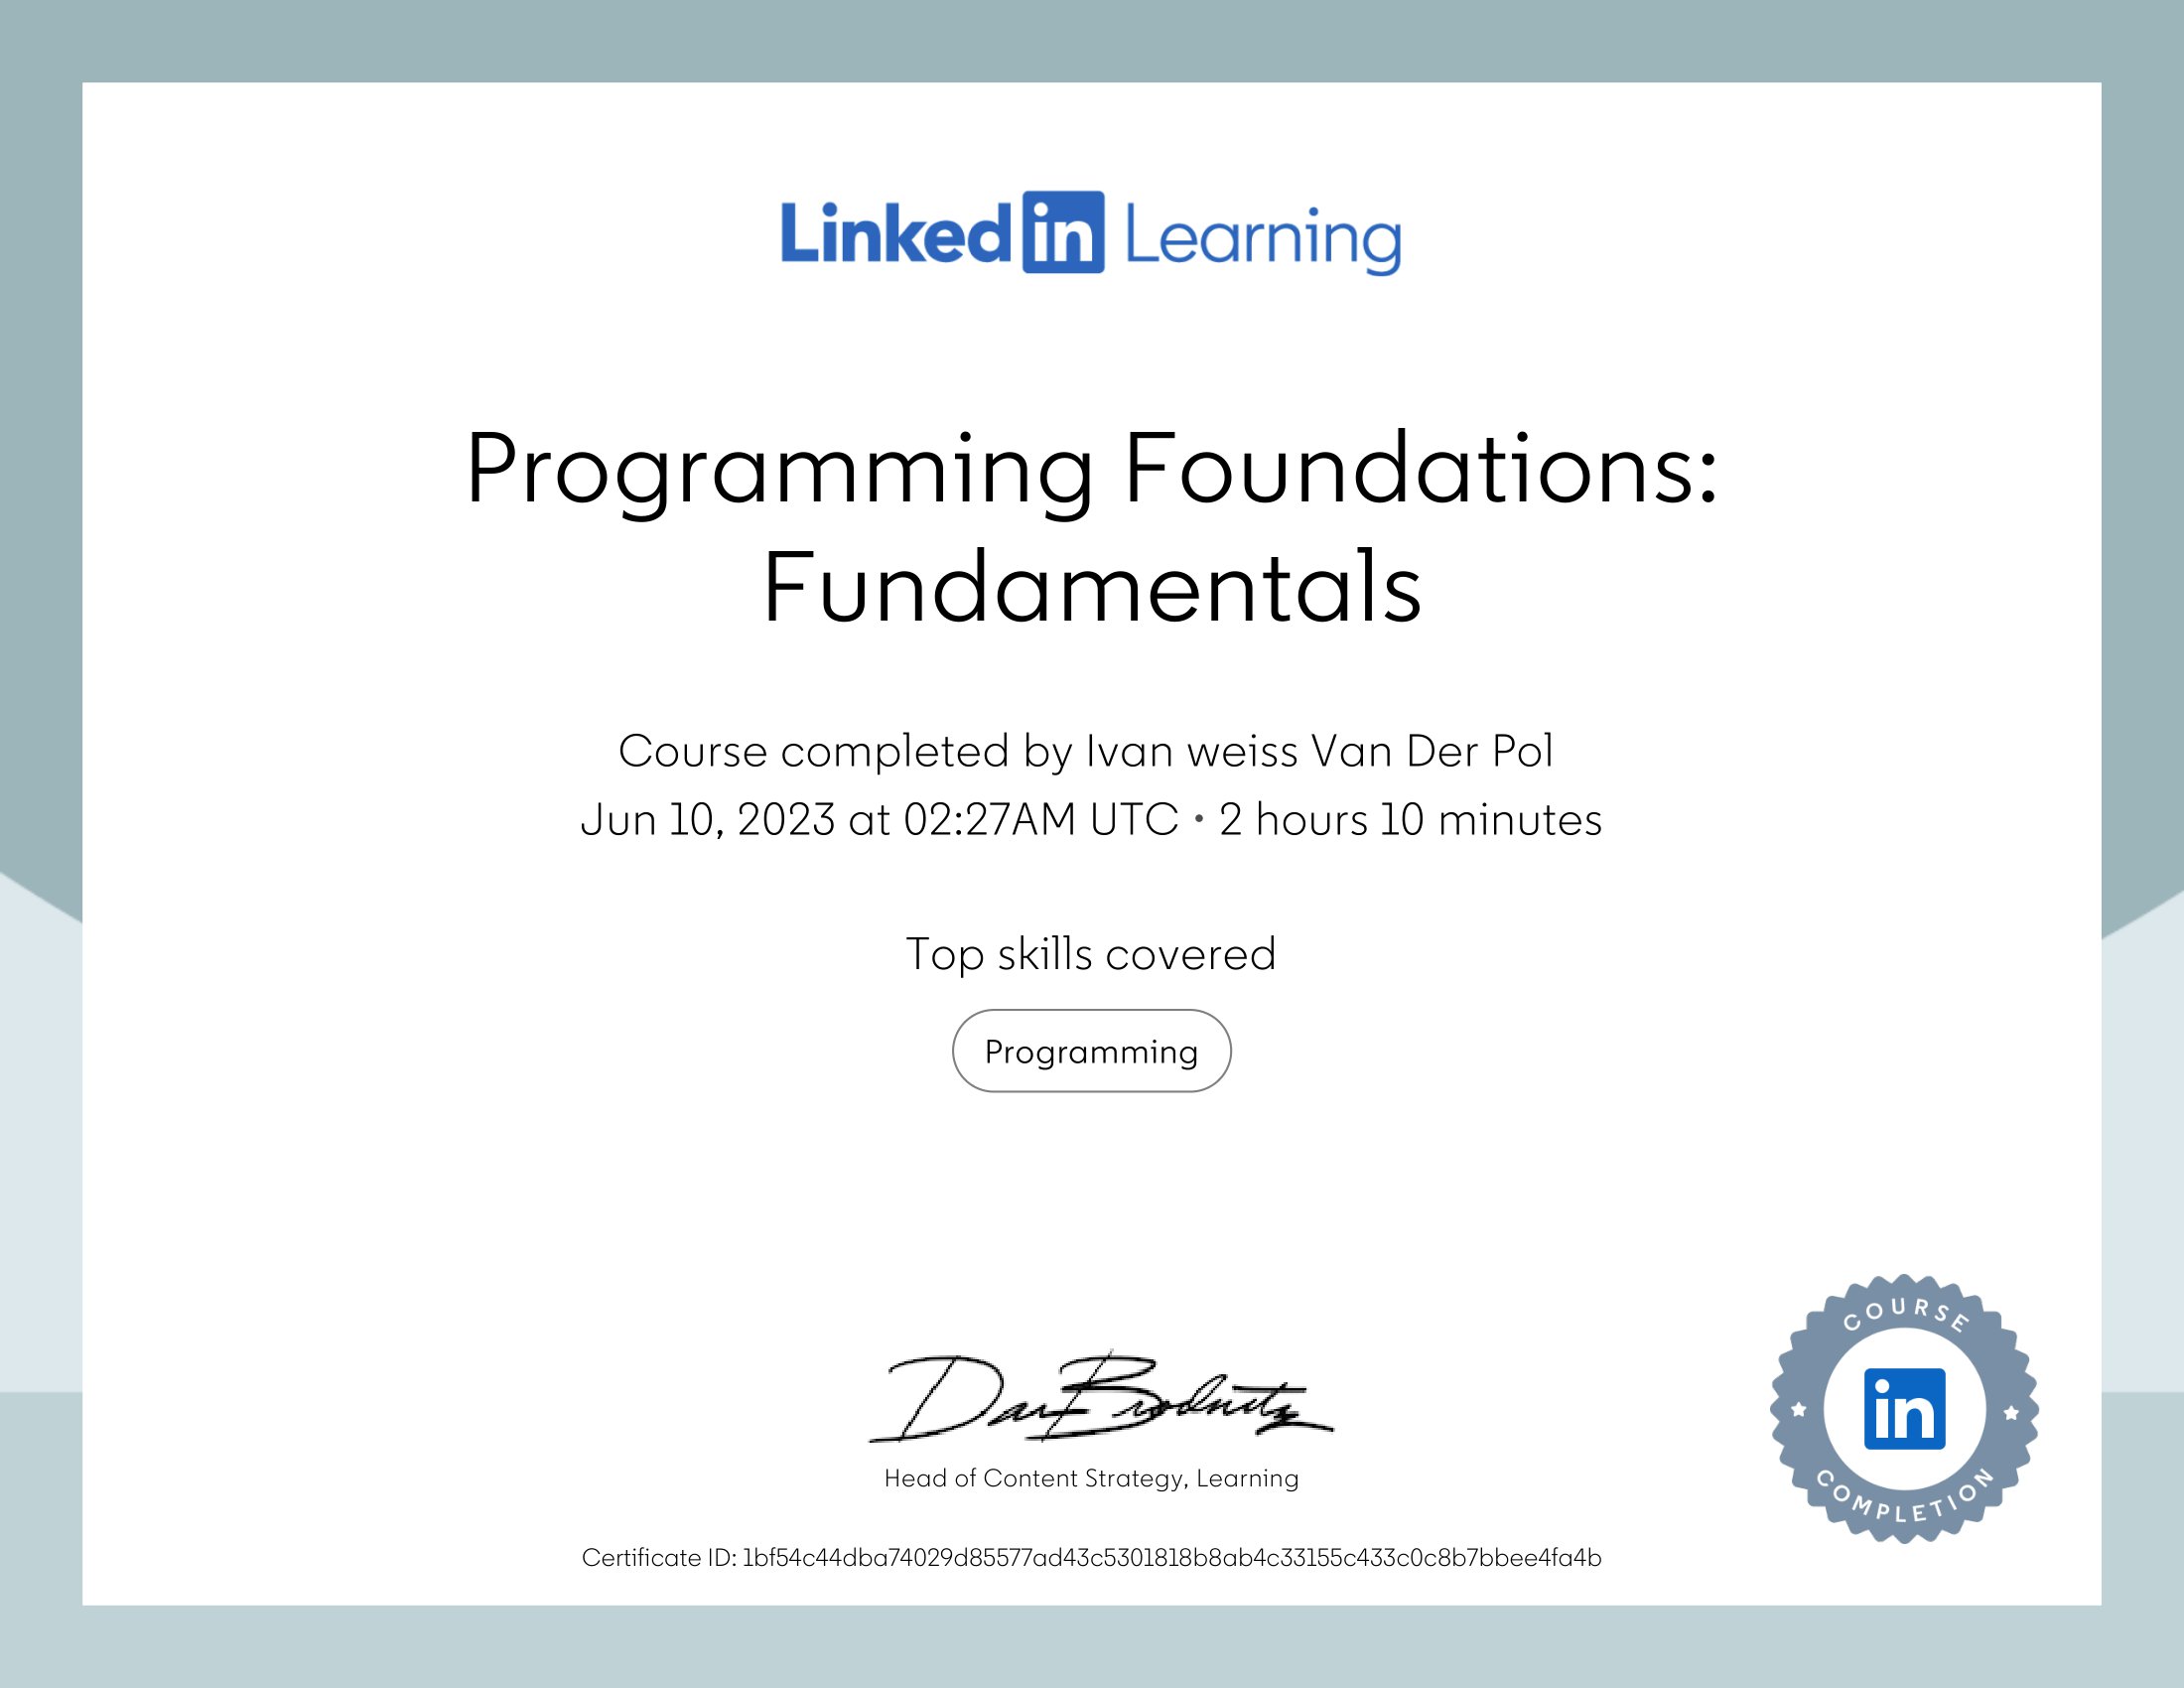 Linked in Learning
Programming Foundations:
Fundamentals
Course completed by Ivan weiss Van Der Pol
Jun 10, 2023 at 02:27AM UTC • 2 hours 10 minutes
Top skills covered
Programming
Head of Content Strategy, Learning
Certificate ID: 1bf54c44dba74029d85577ad43c5301818b8ab4c33155c433c0c8b7bbee4fa4b
COURSE
in
COMPLETION